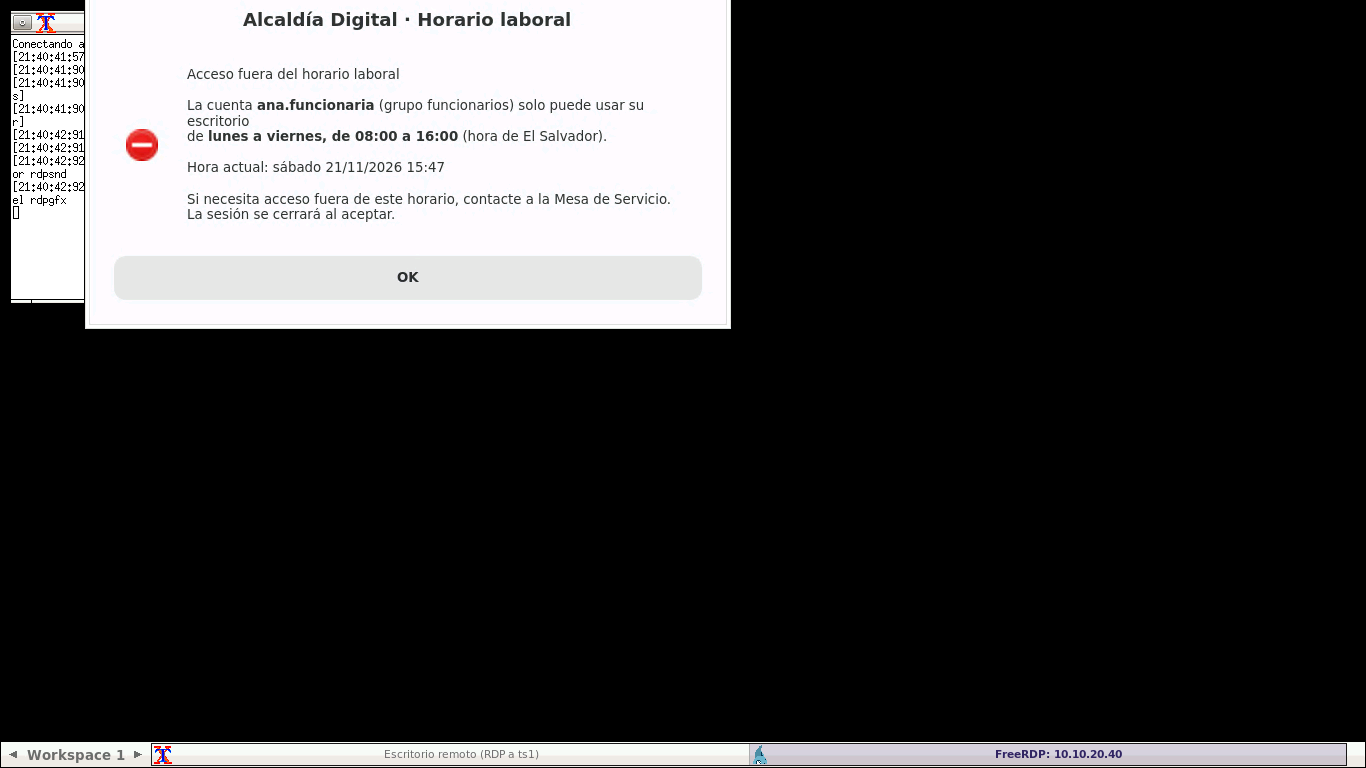 Alcaldía Digital · Horario laboral
Conectando a
[21:40:41:57
[21:40:41:90
[21:40:41:90
s]
[21:40:41:90
r]
[21:40:42:91
[21:40:42:91
[21:40:42:92
or rdpsnd
[21:40:42:92
el rdpgfx
Acceso fuera del horario laboral
La cuenta ana.funcionaria (grupo funcionarios) solo puede usar su
escritorio
de lunes a viernes, de 08:00 a 16:00 (hora de El Salvador).
Hora actual: sábado 21/11/2026 15:47
Si necesita acceso fuera de este horario, contacte a la Mesa de Servicio.
La sesión se cerrará al aceptar.
OK
Workspace 1
Escritorio remoto (RDP a ts1)
FreeRDP: 10.10.20.40